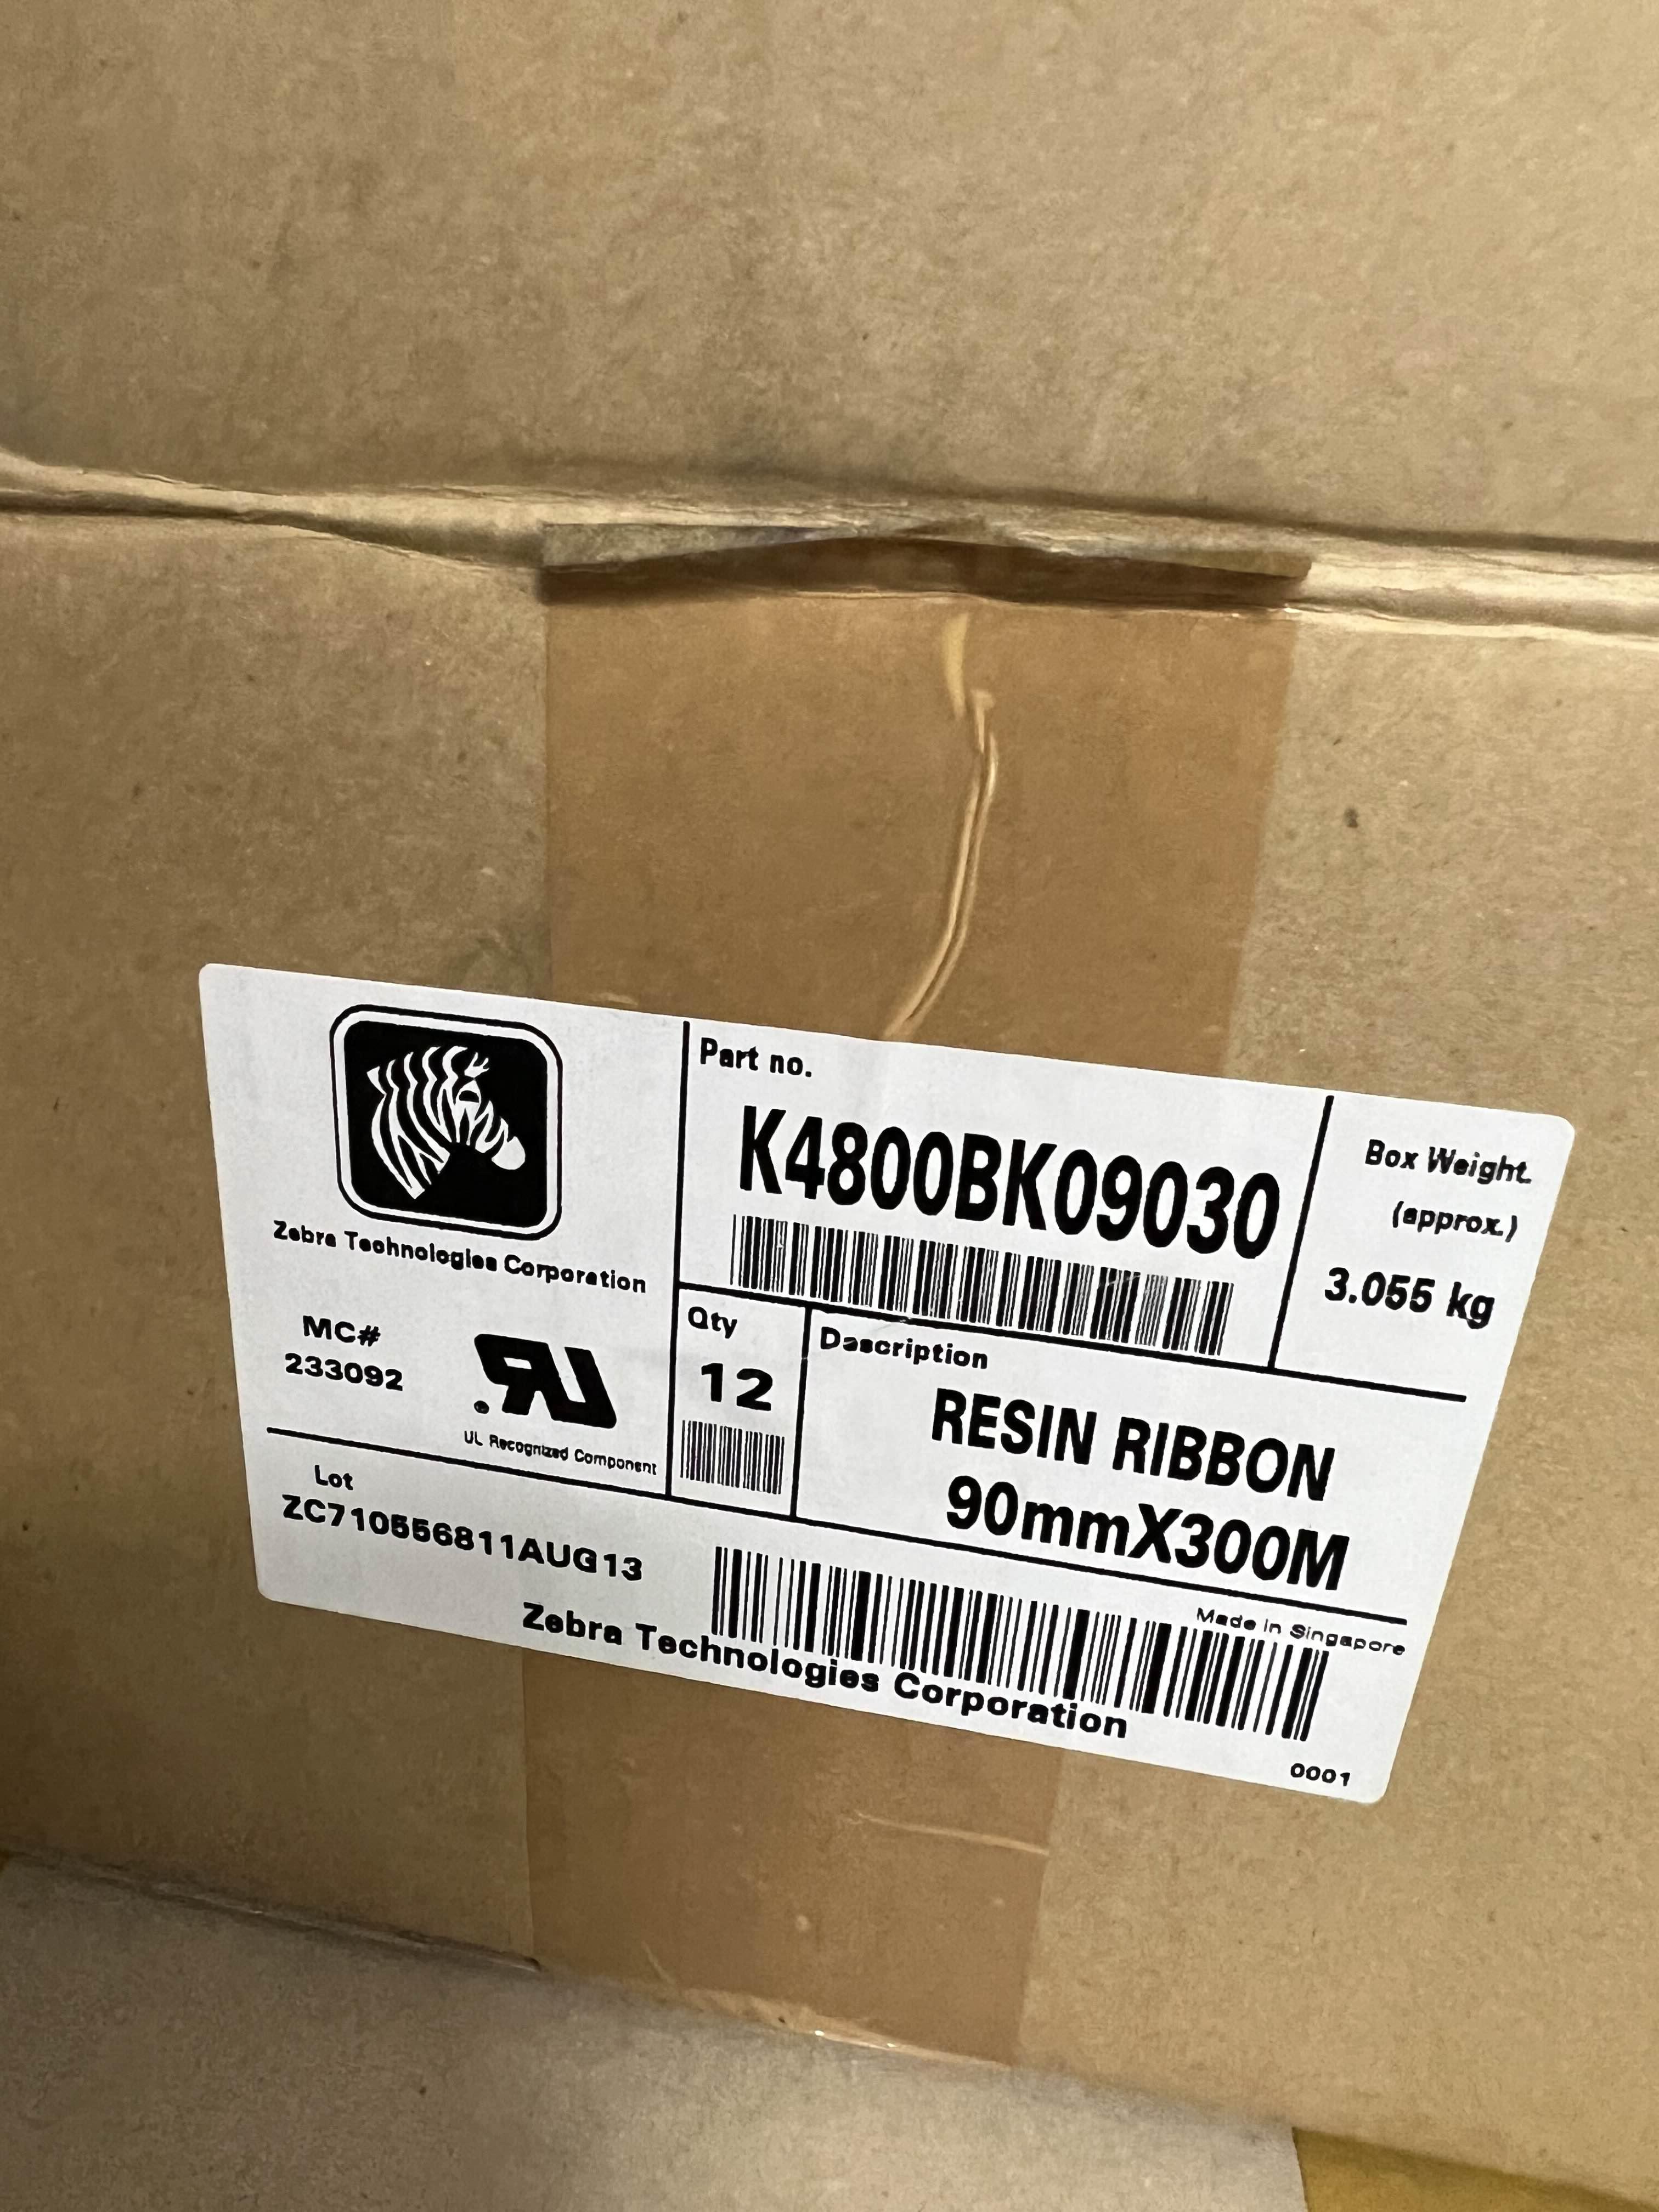 Part no.
K4800BK09030
Box Weight.
(approx.)
3.055 kg
Zebra Technologies Corporation
MC#
233092
UL Recognized Component
Qty
12
Description
RESIN RIBBON
90mmX300M
Lot
ZC710556811AUG13
Made in Singapore
Zebra Technologies Corporation
0001